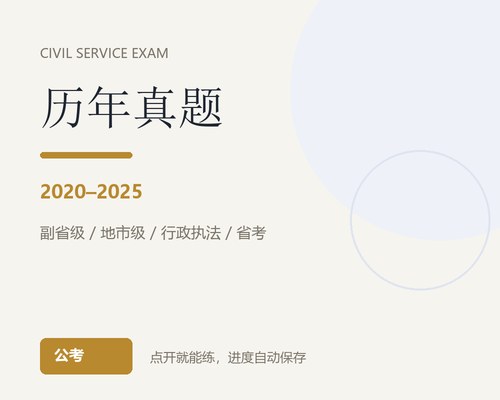 CIVIL SERVICE EXAM
历年真题
2020–2025
副省级 / 地市级 / 行政执法 / 省考
公考
点开就能练，进度自动保存